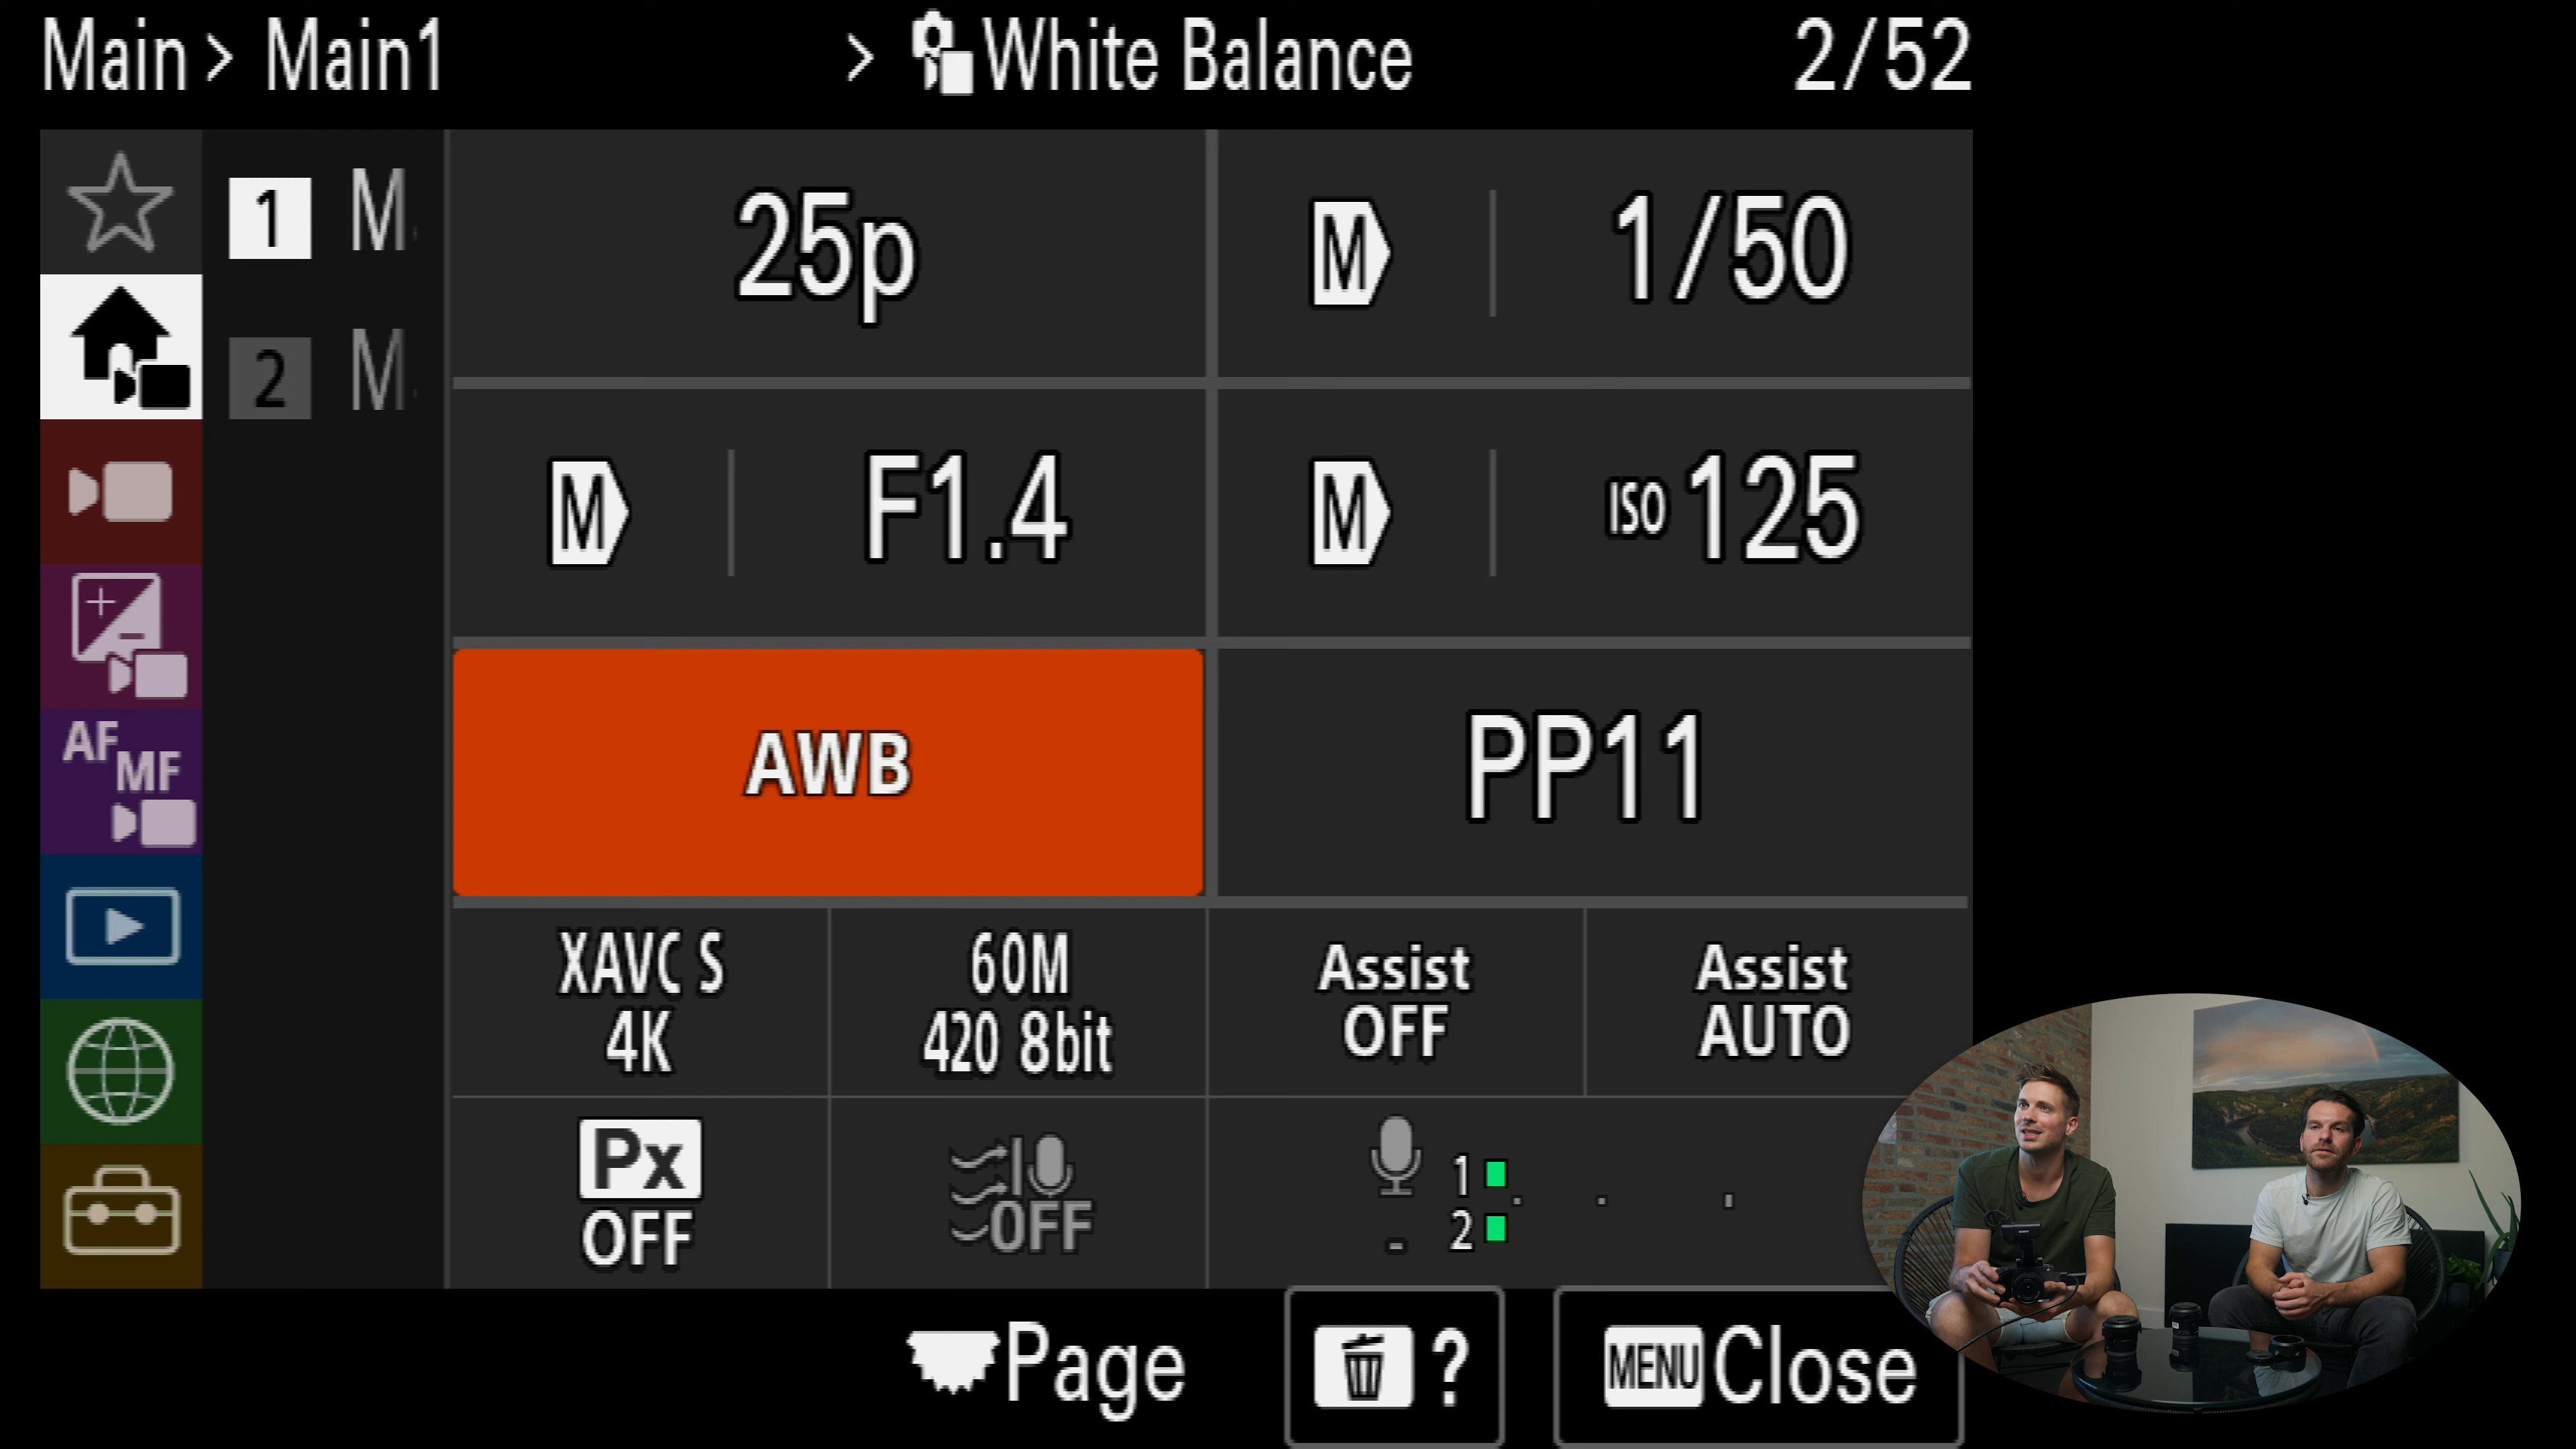 Main > Main1 > White Balance 2/52
1 M
2 M
25p
M 1/50
M F1.4
M ISO 125
AWB
PP11
XAVC S
4K
60M
420 8bit
Assist
OFF
Assist
AUTO
Px
OFF
OFF
1
2
AF
MF
Page
?
MENU Close